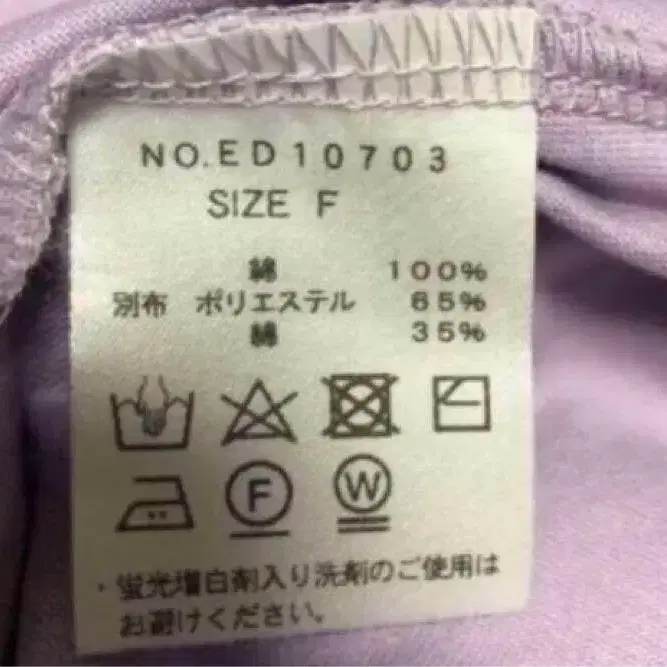 NO.ED10703
SIZE F
綿 100%
別布 ポリエステル 65%
綿 35%
F
W
・蛍光増白剤入り洗剤のご使用は
お避けください。